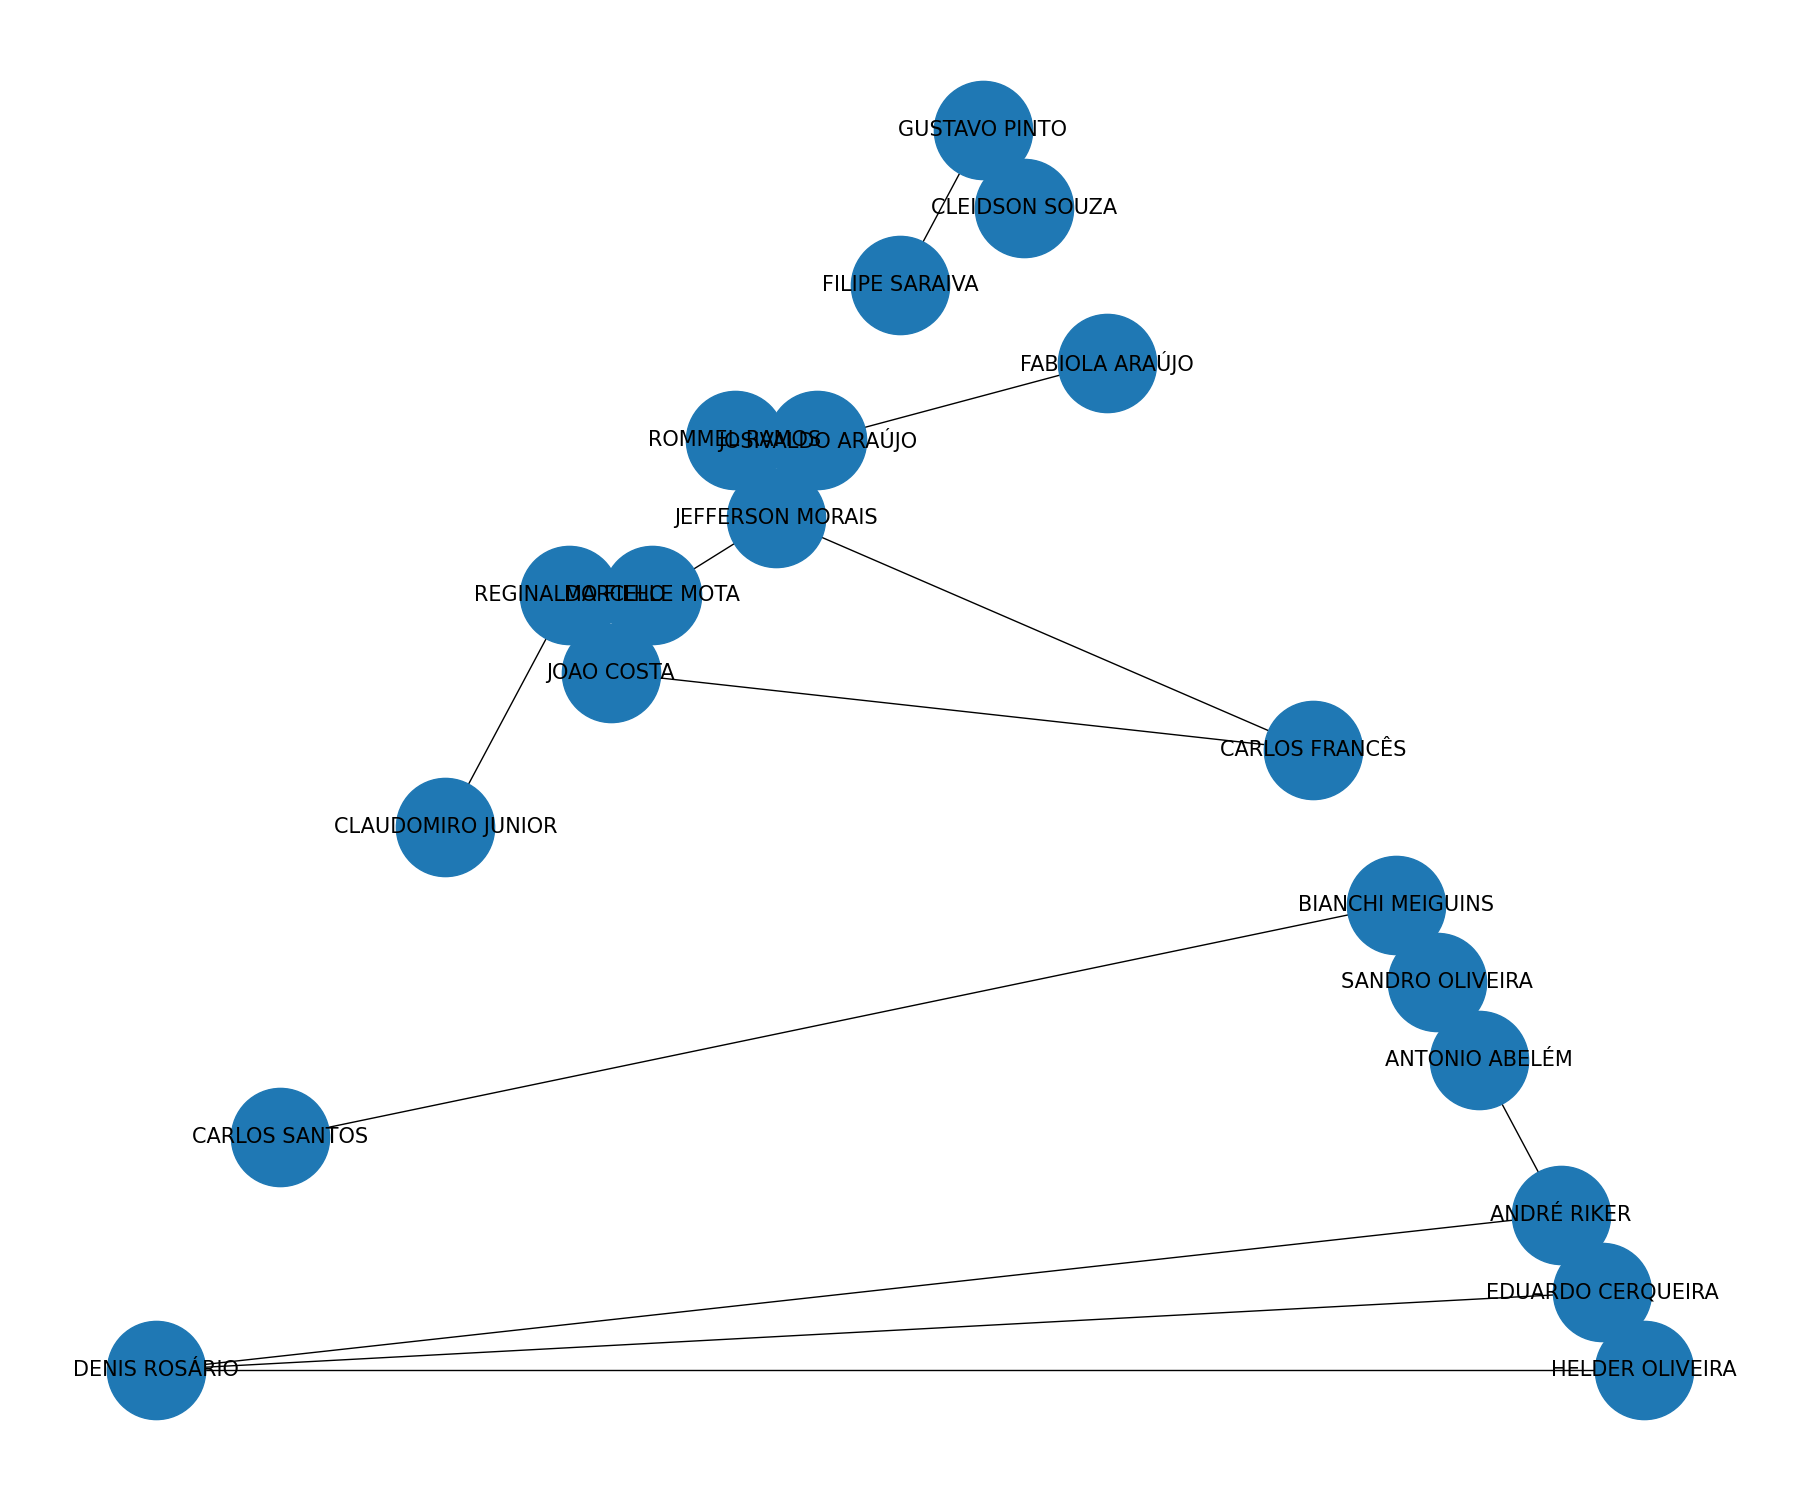 GUSTAVO PINTO
CLEIDSON SOUZA
FILIPE SARAIVA
FABIOLA ARAÚJO
ROMMEL RAMOS
JOSIVALDO ARAÚJO
JEFFERSON MORAIS
REGINALDO FILHO
MARCELLE MOTA
JOAO COSTA
CARLOS FRANCÊS
CLAUDOMIRO JUNIOR
BIANCHI MEIGUINS
SANDRO OLIVEIRA
ANTONIO ABELÉM
CARLOS SANTOS
ANDRÉ RIKER
EDUARDO CERQUEIRA
DENIS ROSÁRIO
HELDER OLIVEIRA